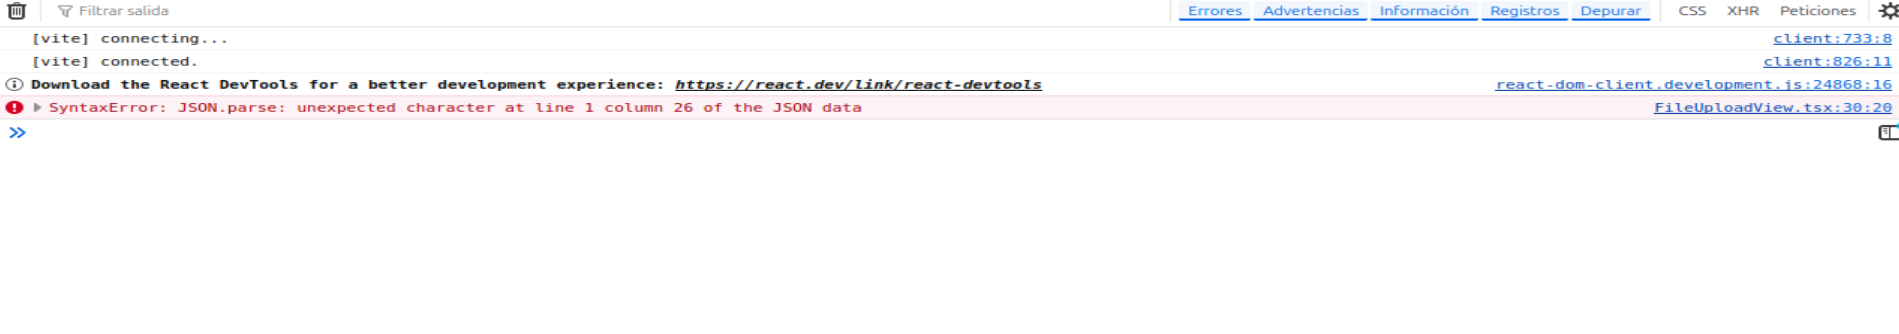 Filtrar salida Errores Advertencias Información Registros Depurar CSS XHR Peticiones
[vite] connecting... client:733:8
[vite] connected. client:826:11
Download the React DevTools for a better development experience: https://react.dev/link/react-devtools react-dom-client.development.js:24868:16
SyntaxError: JSON.parse: unexpected character at line 1 column 26 of the JSON data FileUploadView.tsx:30:20